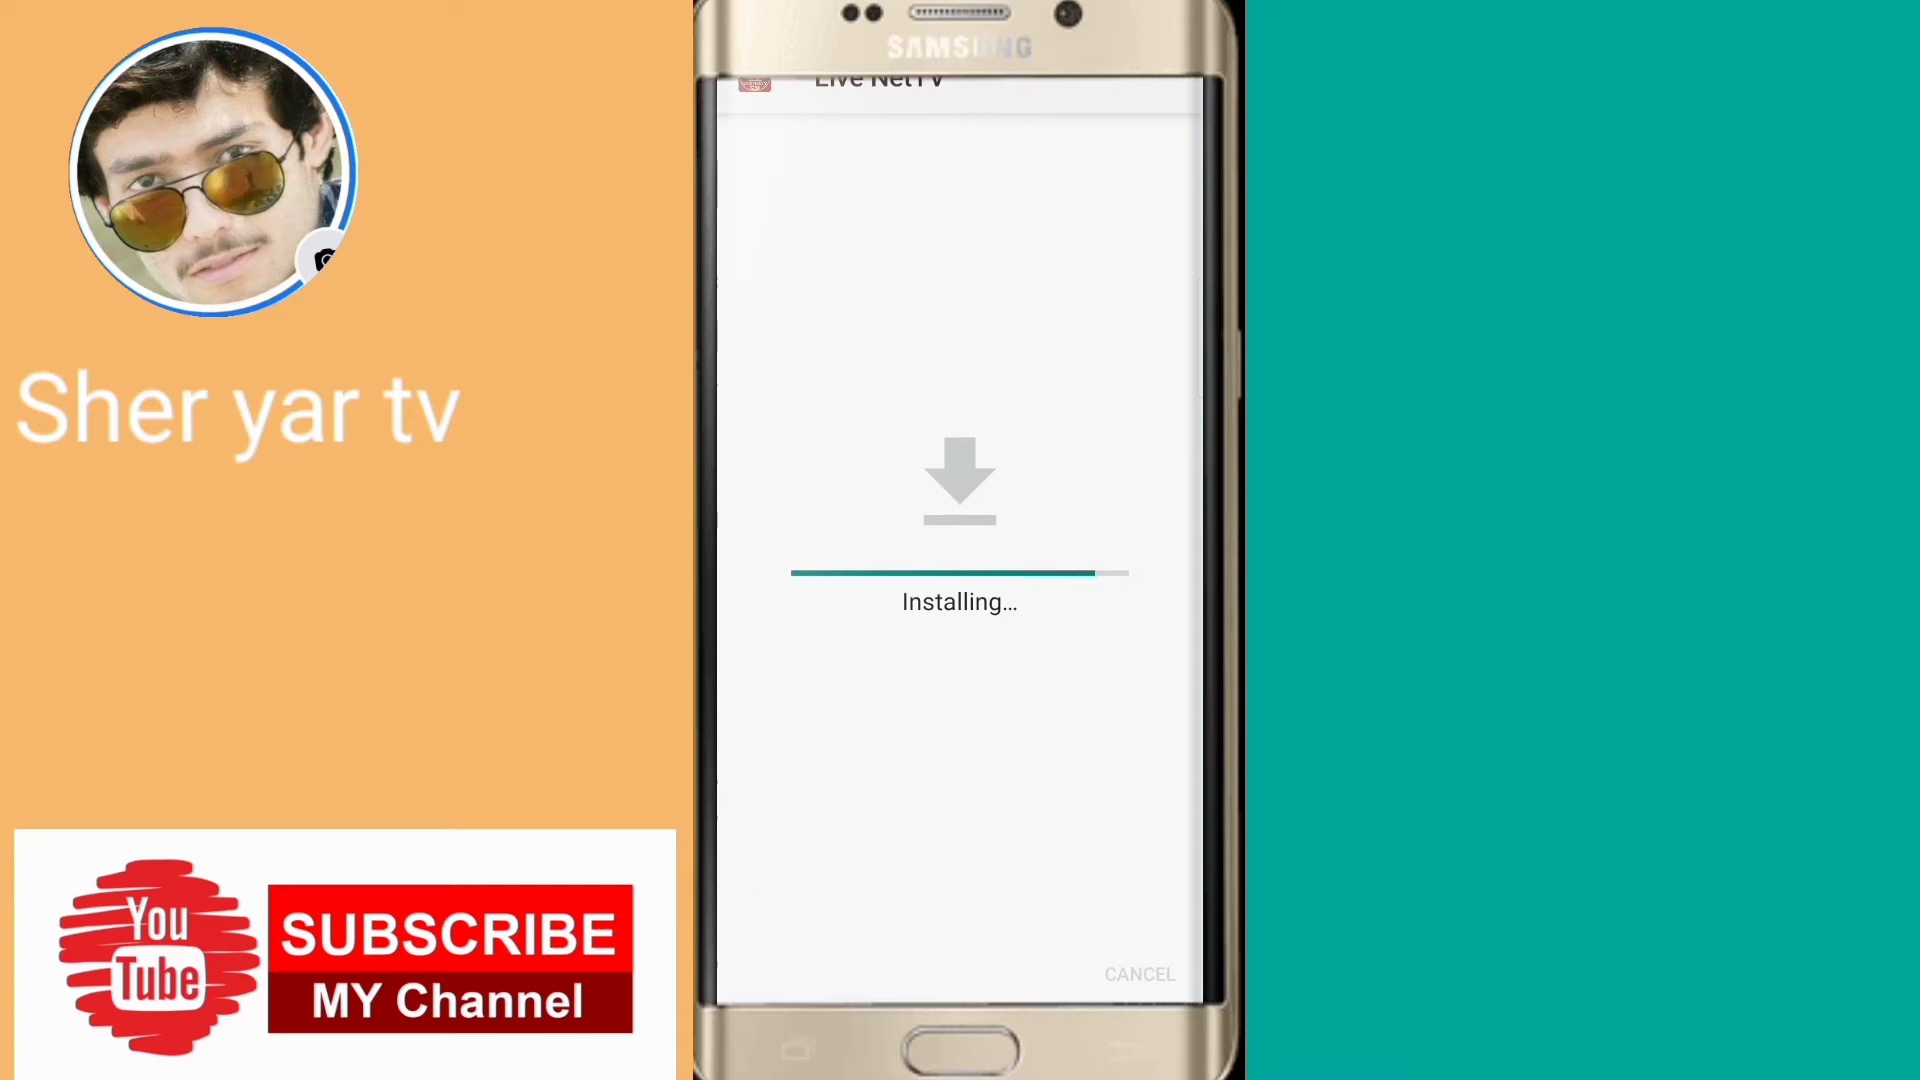 SAMSUNG
Live NetTV
Sher yar tv
Installing...
CANCEL
You
Tube
SUBSCRIBE
MY Channel